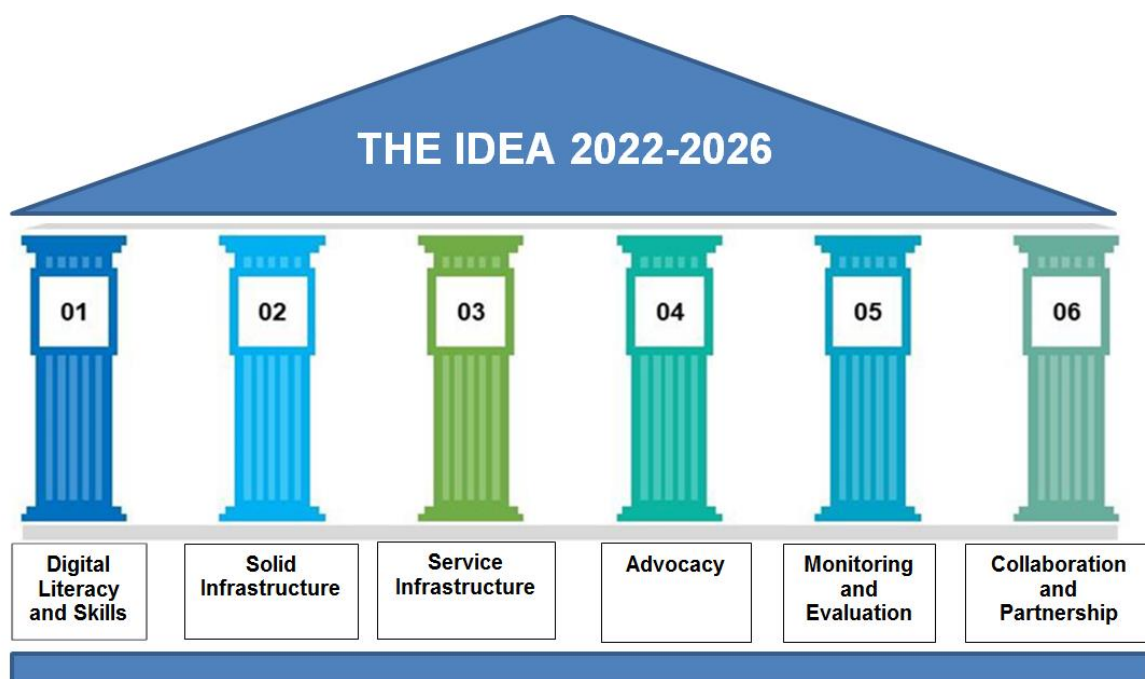 THE IDEA 2022-2026
01
02
03
04
05
06
Digital
Literacy
and Skills
Solid
Infrastructure
Service
Infrastructure
Advocacy
Monitoring
and
Evaluation
Collaboration
and
Partnership